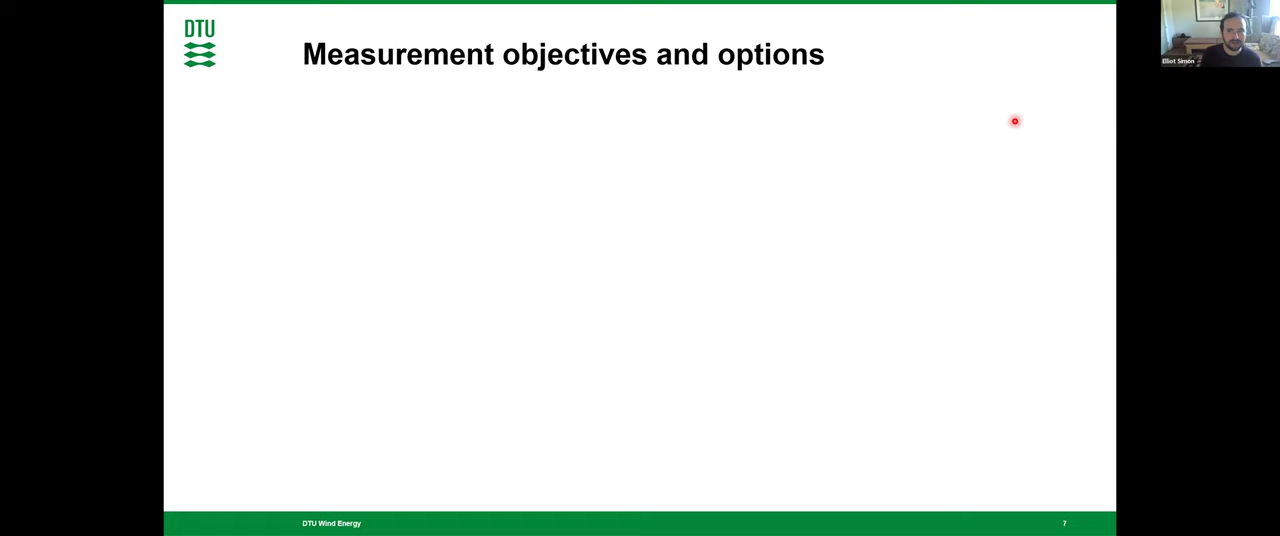 DTU
Measurement objectives and options
Elliot Simon
DTU Wind Energy
7